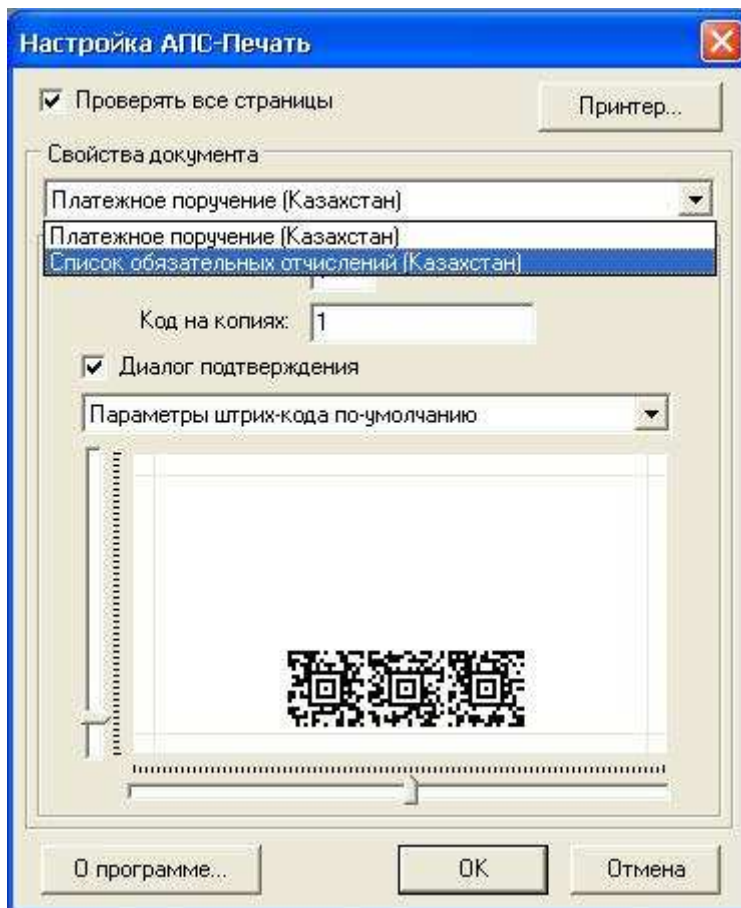 Настройка АПС-Печать
Проверять все страницы
Принтер...
Свойства документа
Платежное поручение (Казахстан)
Платежное поручение (Казахстан)
Список обязательных отчислений (Казахстан)
Код на копиях: 1
Диалог подтверждения
Параметры штрих-кода по-умолчанию
О программе...
OK
Отмена